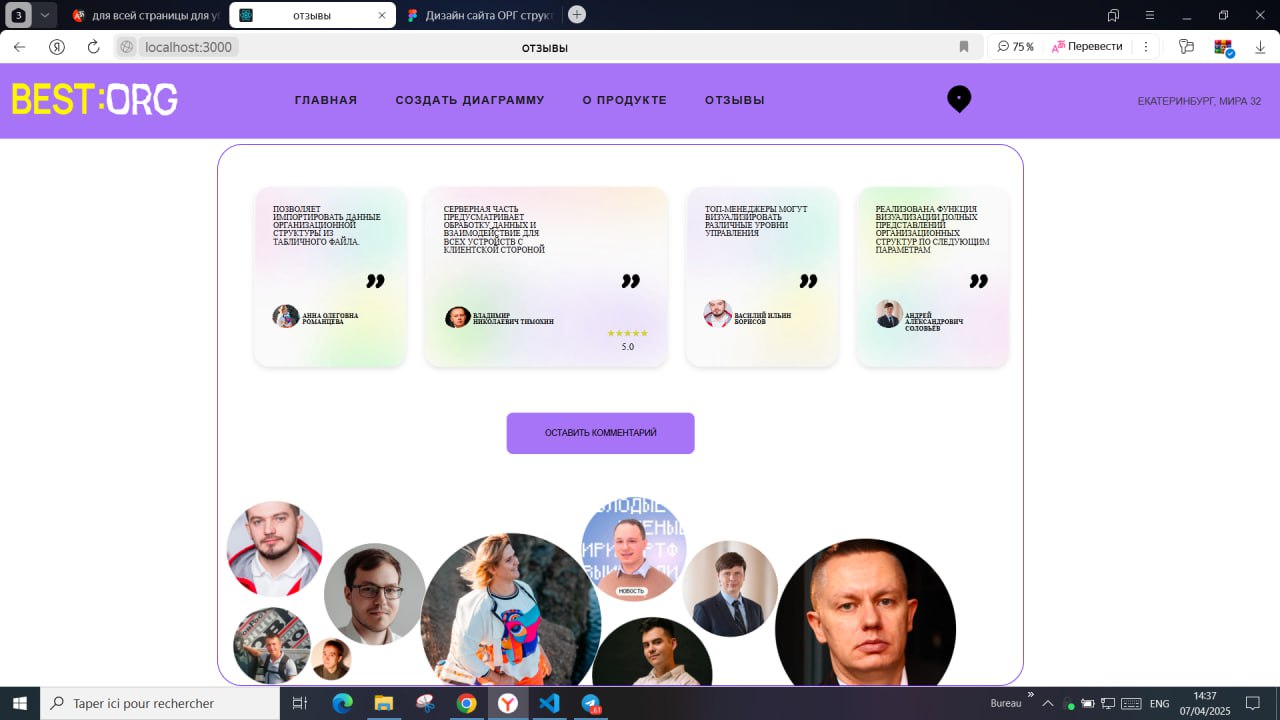 3
для всей страницы для уб
отзывы
Дизайн сайта ОРГ структ
localhost:3000
отзывы
75 %
Перевести
BEST:ORG
ГЛАВНАЯ
СОЗДАТЬ ДИАГРАММУ
О ПРОДУКТЕ
ОТЗЫВЫ
ЕКАТЕРИНБУРГ, МИРА 32
ПОЗВОЛЯЕТ
ИМПОРТИРОВАТЬ ДАННЫЕ
ОРГАНИЗАЦИОННОЙ
СТРУКТУРЫ ИЗ
ТАБЛИЧНОГО ФАЙЛА.
”
АННА ОЛЕГОВНА
РОМАНЦЕВА
СЕРВЕРНАЯ ЧАСТЬ
ПРЕДУСМАТРИВАЕТ
ОБРАБОТКУ ДАННЫХ И
ВЗАИМОДЕЙСТВИЕ ДЛЯ
ВСЕХ УСТРОЙСТВ С
КЛИЕНТСКОЙ СТОРОНОЙ
”
ВЛАДИМИР
НИКОЛАЕВИЧ ТИМОХИН
★★★★★
5.0
ТОП-МЕНЕДЖЕРЫ МОГУТ
ВИЗУАЛИЗИРОВАТЬ
РАЗЛИЧНЫЕ УРОВНИ
УПРАВЛЕНИЯ
”
ВАСИЛИЙ ИЛЬИН
БОРИСОВ
РЕАЛИЗОВАНА ФУНКЦИЯ
ВИЗУАЛИЗАЦИИ ПОЛНЫХ
ПРЕДСТАВЛЕНИЙ
ОРГАНИЗАЦИОННЫХ
СТРУКТУР ПО СЛЕДУЮЩИМ
ПАРАМЕТРАМ
”
АНДРЕЙ
АЛЕКСАНДРОВИЧ
СОЛОВЬЁВ
ОСТАВИТЬ КОММЕНТАРИЙ
НОВОСТЬ
Taper ici pour rechercher
Bureau
ENG
14:37
07/04/2025